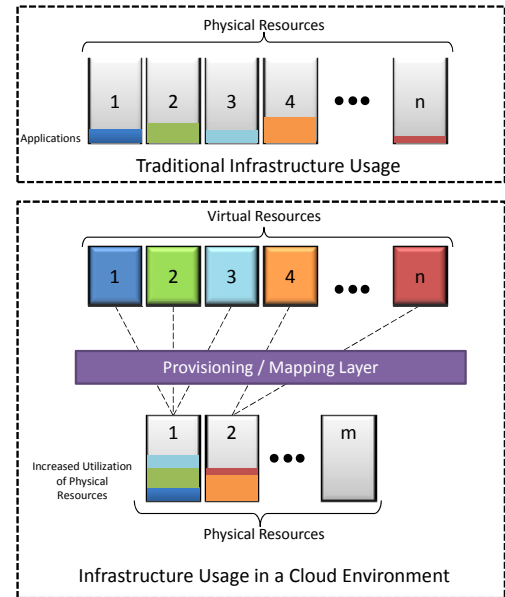 Physical Resources
1 2 3 4 ••• n
Applications
Traditional Infrastructure Usage
Virtual Resources
1 2 3 4 ••• n
Provisioning / Mapping Layer
1 2 ••• m
Increased Utilization
of Physical
Resources
Physical Resources
Infrastructure Usage in a Cloud Environment